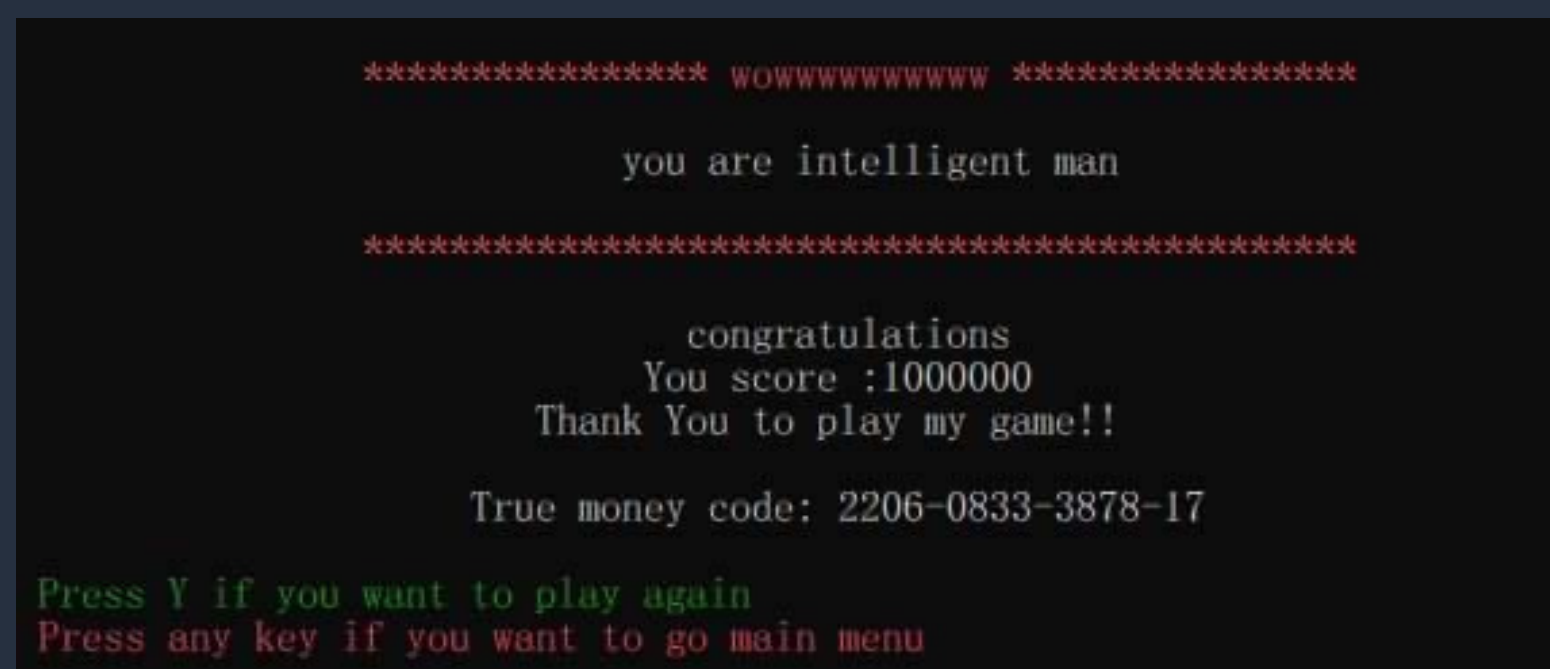 **************** wowwwwwwwwww ****************
you are intelligent man
**********************************************
congratulations
You score :1000000
Thank You to play my game!!
True money code: 2206-0833-3878-17
Press Y if you want to play again
Press any key if you want to go main menu